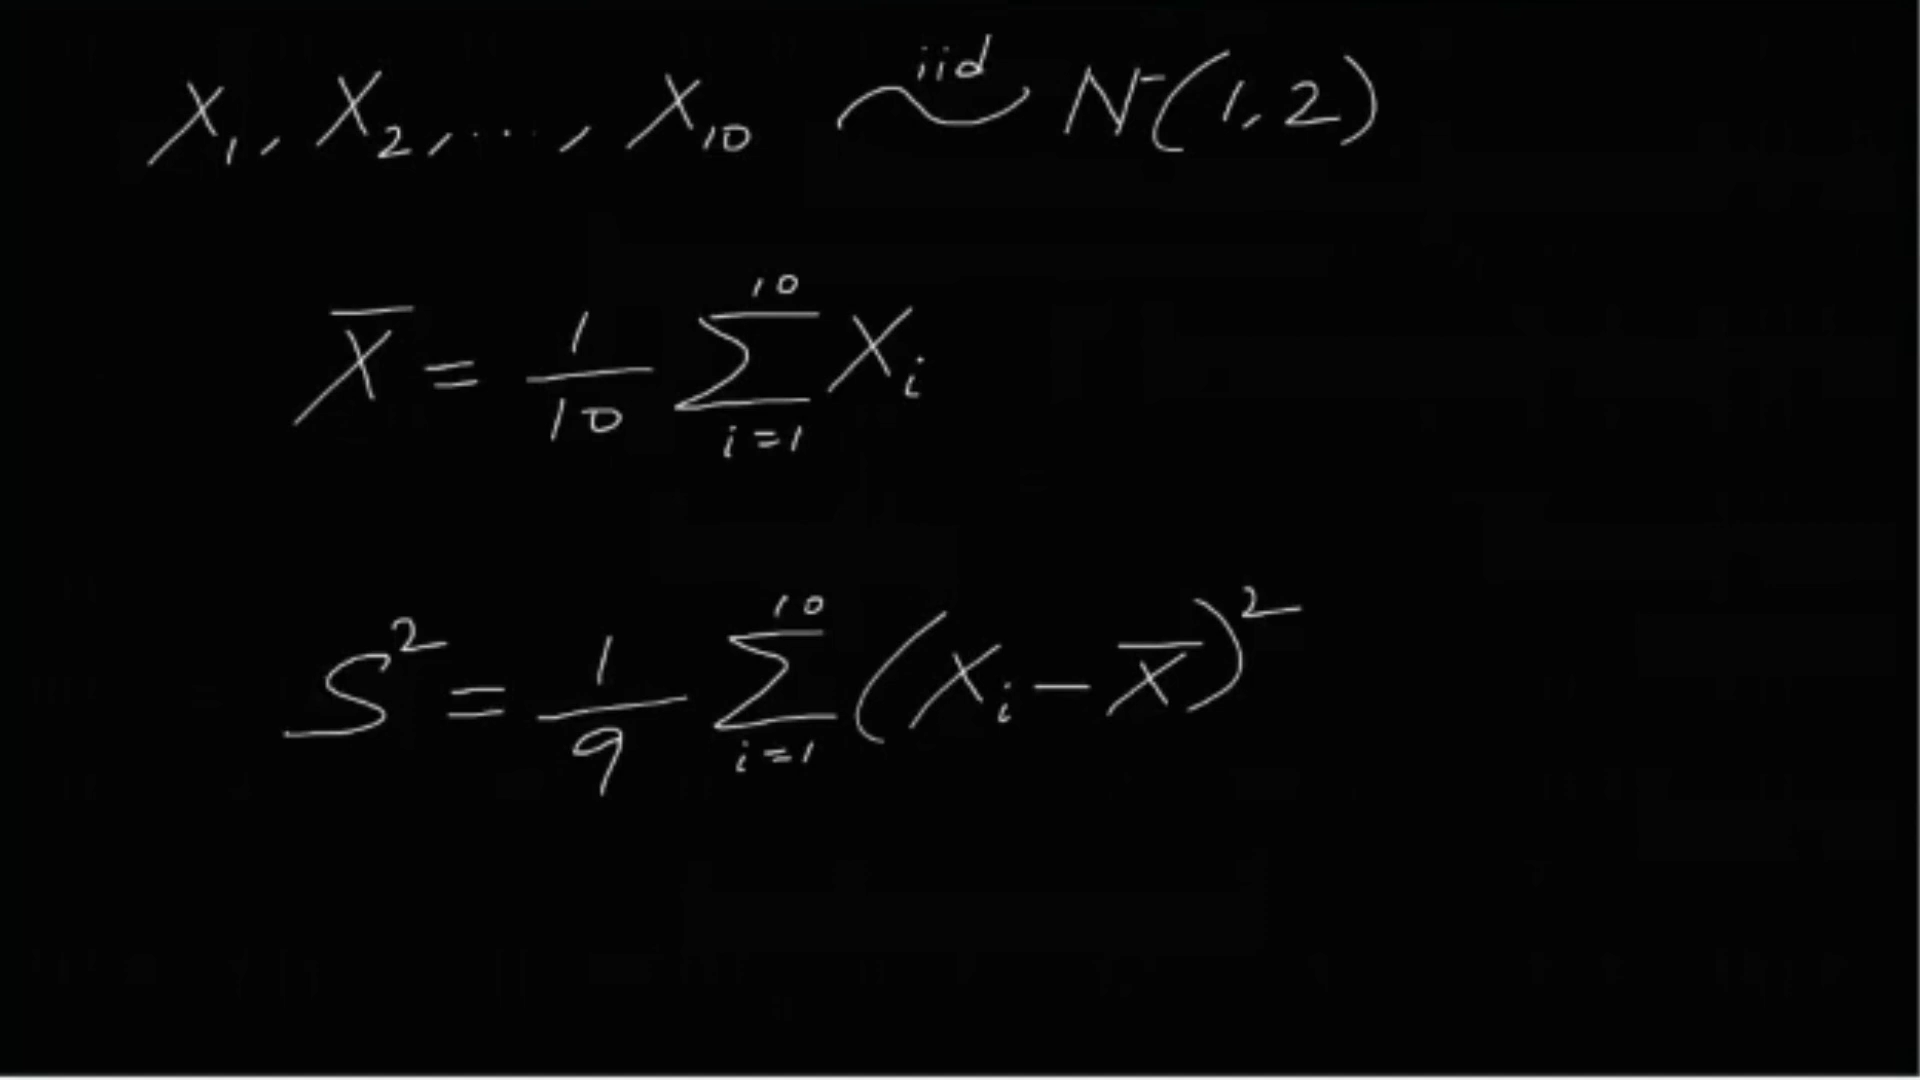 X₁, X₂, ..., X₁₀ ~ⁱⁱᵈ N(1,2)
X̄ = 1/10 ∑_{i=1}^{10} Xᵢ
S² = 1/9 ∑_{i=1}^{10} (Xᵢ - X̄)²